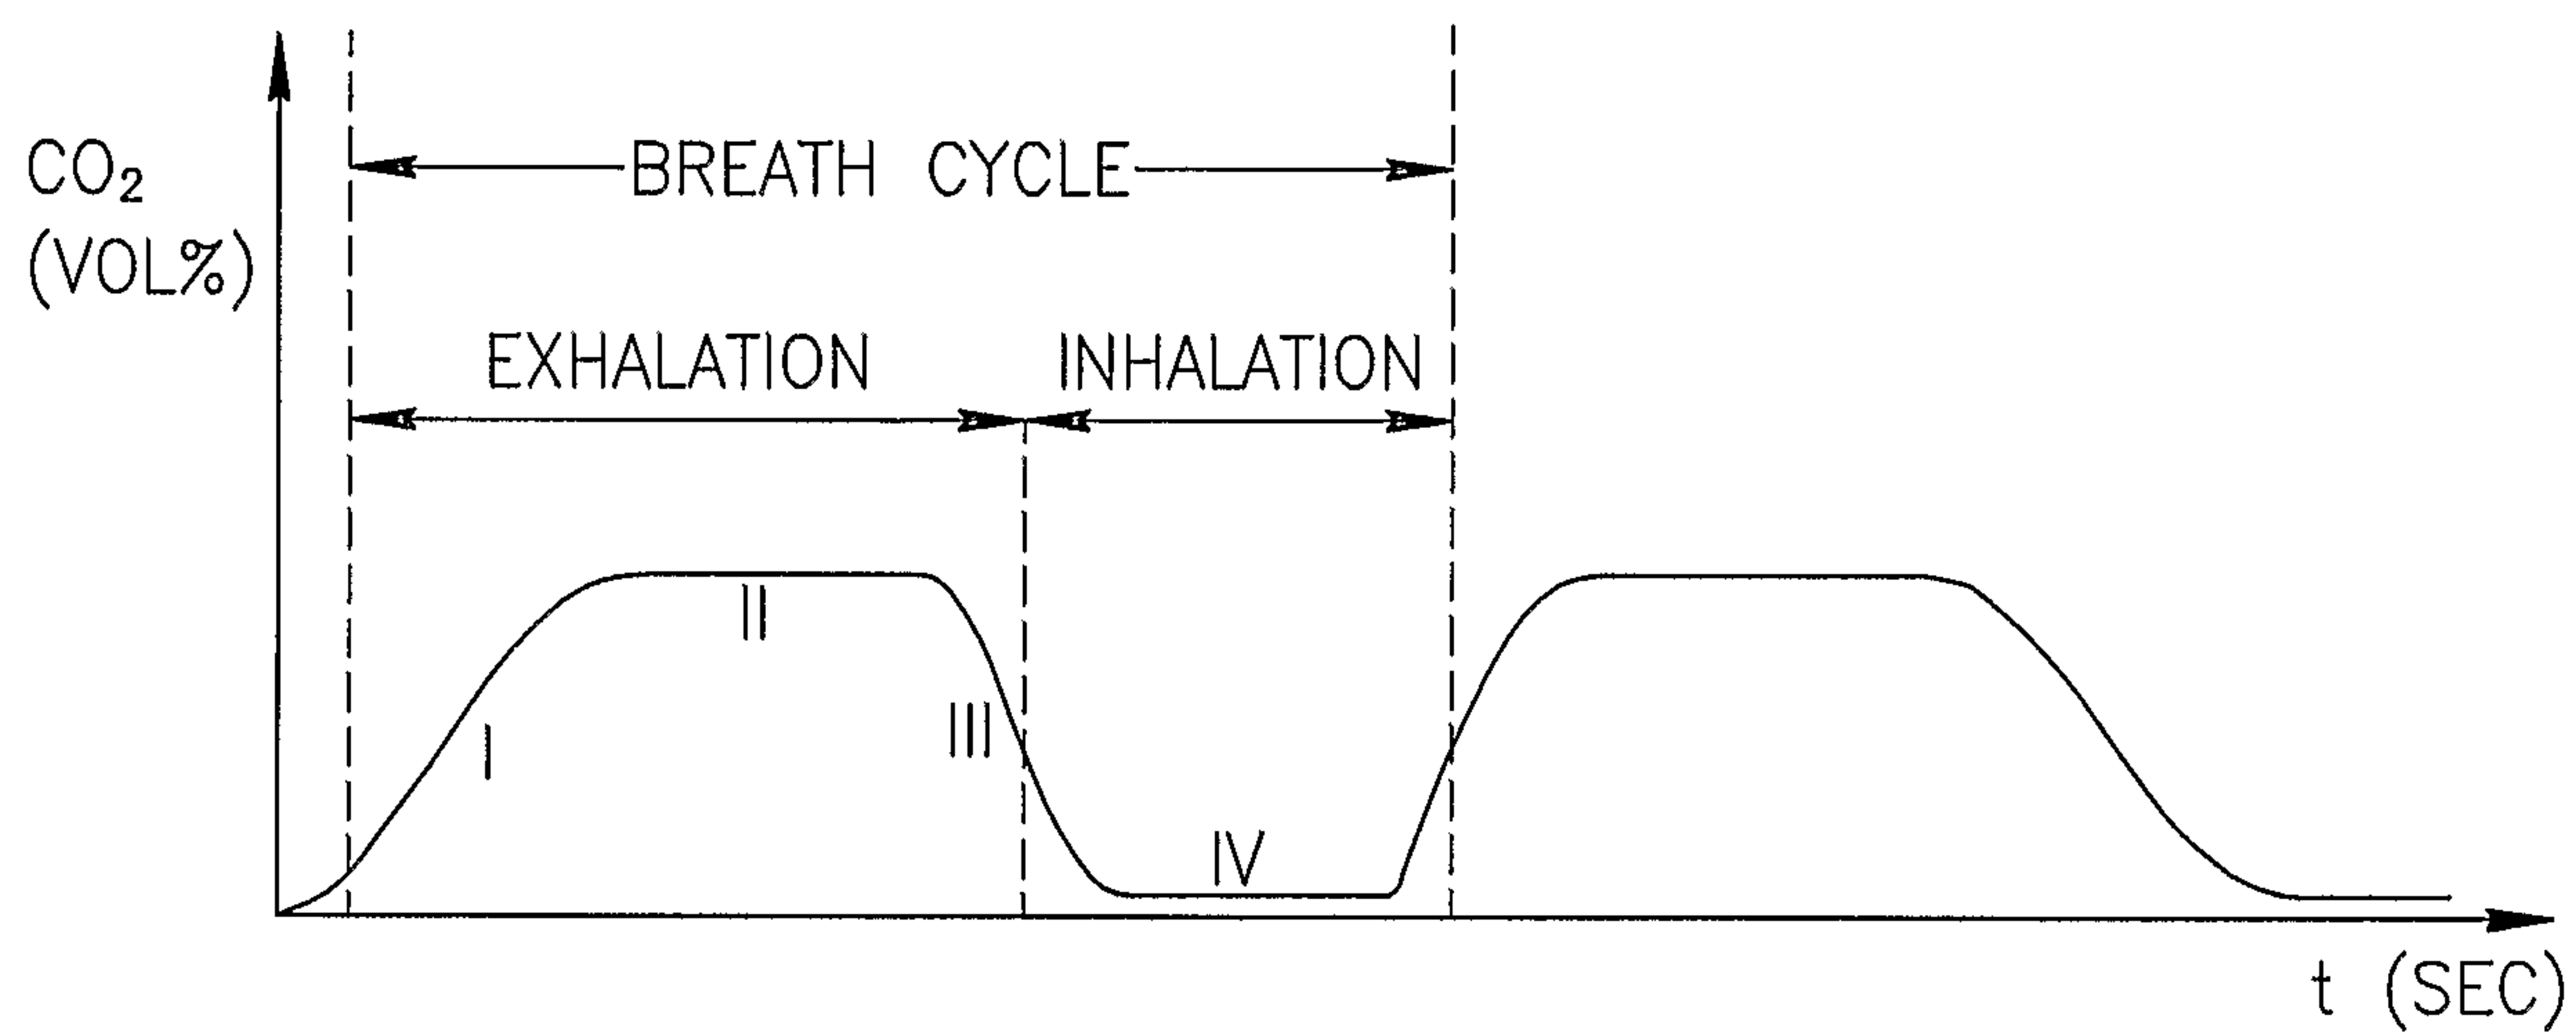 CO₂
(VOL%)
BREATH CYCLE
EXHALATION
INHALATION
I
II
III
IV
t (SEC)